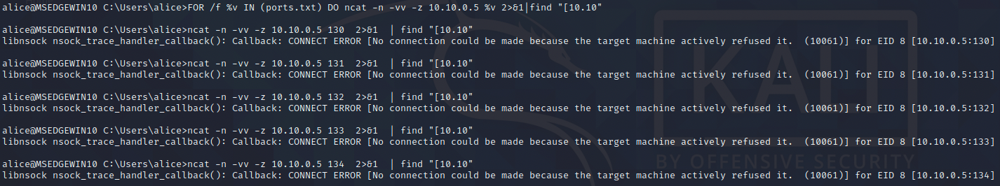 alice@MSEDGEWIN10 C:\Users\alice>FOR /f %v IN (ports.txt) DO ncat -n -vv -z 10.10.0.5 %v 2>&1|find "[10.10"
alice@MSEDGEWIN10 C:\Users\alice>ncat -n -vv -z 10.10.0.5 130  2>&1  | find "[10.10"
libnsock nsock_trace_handler_callback(): Callback: CONNECT ERROR [No connection could be made because the target machine actively refused it.  (10061)] for EID 8 [10.10.0.5:130]
alice@MSEDGEWIN10 C:\Users\alice>ncat -n -vv -z 10.10.0.5 131  2>&1  | find "[10.10"
libnsock nsock_trace_handler_callback(): Callback: CONNECT ERROR [No connection could be made because the target machine actively refused it.  (10061)] for EID 8 [10.10.0.5:131]
alice@MSEDGEWIN10 C:\Users\alice>ncat -n -vv -z 10.10.0.5 132  2>&1  | find "[10.10"
libnsock nsock_trace_handler_callback(): Callback: CONNECT ERROR [No connection could be made because the target machine actively refused it.  (10061)] for EID 8 [10.10.0.5:132]
alice@MSEDGEWIN10 C:\Users\alice>ncat -n -vv -z 10.10.0.5 133  2>&1  | find "[10.10"
libnsock nsock_trace_handler_callback(): Callback: CONNECT ERROR [No connection could be made because the target machine actively refused it.  (10061)] for EID 8 [10.10.0.5:133]
alice@MSEDGEWIN10 C:\Users\alice>ncat -n -vv -z 10.10.0.5 134  2>&1  | find "[10.10"
libnsock nsock_trace_handler_callback(): Callback: CONNECT ERROR [No connection could be made because the target machine actively refused it.  (10061)] for EID 8 [10.10.0.5:134]
KALI
BY OFFENSIVE SECURITY